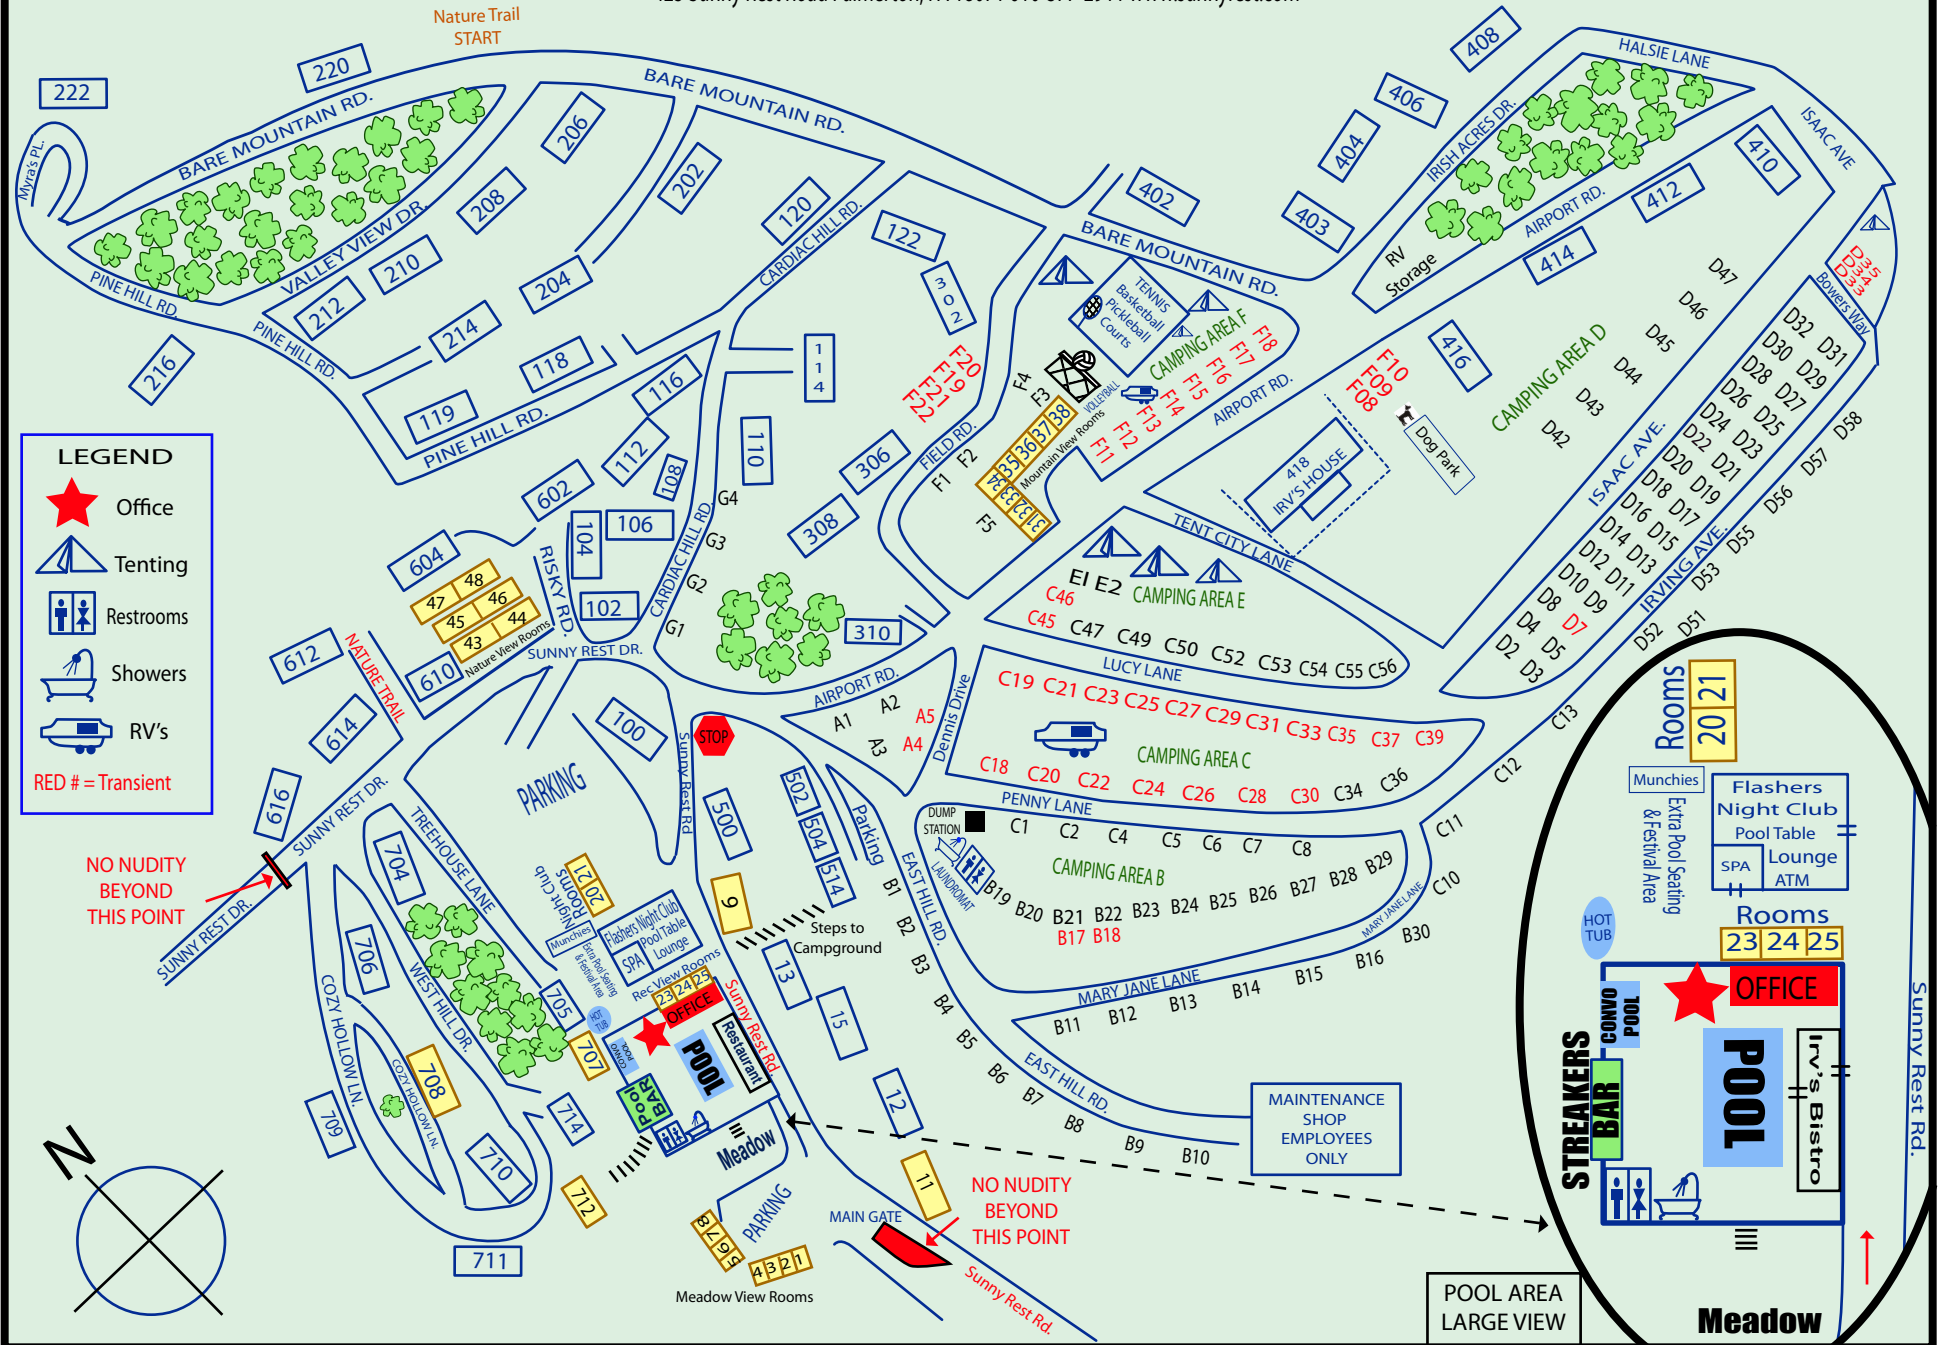 Nature Trail
START
222
220
BARE MOUNTAIN RD.
BARE MOUNTAIN RD.
Myra's PL.
PINE HILL RD.
VALLEY VIEW DR.
206
208
210
212
202
204
214
216
PINE HILL RD.
118
119
PINE HILL RD.
116
120
CARDIAC HILL RD.
122
302
114
110
112
108
106
104
102
602
604
RISKY RD.
CARDIAC HILL RD.
G4
G3
G2
G1
306
308
310
FIELD RD.
F20
F19
F21
F22
F1
F2
F3
F4
F5
402
403
404
406
408
BARE MOUNTAIN RD.
TENNIS
Basketball
Pickleball
Courts
VOLLEYBALL
CAMPING AREA F
F18
F17
F16
F15
F14
F13
F12
F11
38
37
36
35
34
33
32
31
Mountain View Rooms
AIRPORT RD.
F10
F09
F08
Dog Park
418
IRV'S HOUSE
416
HALSIE LANE
IRISH ACRES DR.
ISAAC AVE
AIRPORT RD.
410
412
414
RV
Storage
D35
D34
D33
Bowers Way
CAMPING AREA D
D47
D46
D45
D44
D43
D42
ISAAC AVE.
D32
D31
D30
D29
D28
D27
D26
D25
D24
D23
D22
D21
D20
D19
D18
D17
D16
D15
D14
D13
D12
D11
D10
D9
D8
D7
D4
D5
D2
D3
IRVING AVE.
D58
D57
D56
D55
D53
D51
D52
LEGEND
Office
Tenting
Restrooms
Showers
RV's
RED # = Transient
48
47
46
45
44
43
Nature View Rooms
610
612
614
616
NATURE TRAIL
SUNNY REST DR.
SUNNY REST DR.
SUNNY REST DR.
NO NUDITY
BEYOND
THIS POINT
TENT CITY LANE
EI E2
CAMPING AREA E
C46
C45
C47
C49
C50
C52
C53
C54
C55
C56
LUCY LANE
C19
C21
C23
C25
C27
C29
C31
C33
C35
C37
C39
CAMPING AREA C
C18
C20
C22
C24
C26
C28
C30
C34
C36
PENNY LANE
C13
C12
C11
C10
AIRPORT RD.
A1
A2
A3
A4
A5
Dennis Drive
STOP
Sunny Rest Rd
100
PARKING
500
502
504
514
Parking
DUMP
STATION
LAUNDROMAT
C1
C2
C4
C5
C6
C7
C8
CAMPING AREA B
B19
B20
B21
B22
B23
B24
B25
B26
B27
B28
B29
B17
B18
MARY JANE LANE
MARY JANE LANE
B30
B16
B15
B14
B13
B12
B11
EAST HILL RD.
EAST HILL RD.
B1
B2
B3
B4
B5
B6
B7
B8
B9
B10
MAINTENANCE
SHOP
EMPLOYEES
ONLY
TREEHOUSE LANE
WEST HILL DR.
COZY HOLLOW LN.
COZY HOLLOW LN.
704
705
706
707
708
709
710
711
712
714
Night Club
Rooms
20
21
Munchies
Extra Pool Seating
& Festival Area
Flashers Night Club
Pool Table
Lounge
SPA
Rec View Rooms
23
24
25
OFFICE
HOT
TUB
CONVO
POOL
POOL
Pool
BAR
Restaurant
Sunny Rest Rd.
Meadow
9
Steps to
Campground
13
15
12
11
PARKING
8
7
6
5
4
3
2
1
Meadow View Rooms
MAIN GATE
NO NUDITY
BEYOND
THIS POINT
Sunny Rest Rd.
N
Rooms
20
21
Munchies
Extra Pool Seating
& Festival Area
Flashers
Night Club
Pool Table
Lounge
ATM
SPA
Rooms
23
24
25
HOT
TUB
CONVO
POOL
OFFICE
STREAKERS
BAR
POOL
Irv's Bistro
Sunny Rest Rd.
Meadow
POOL AREA
LARGE VIEW